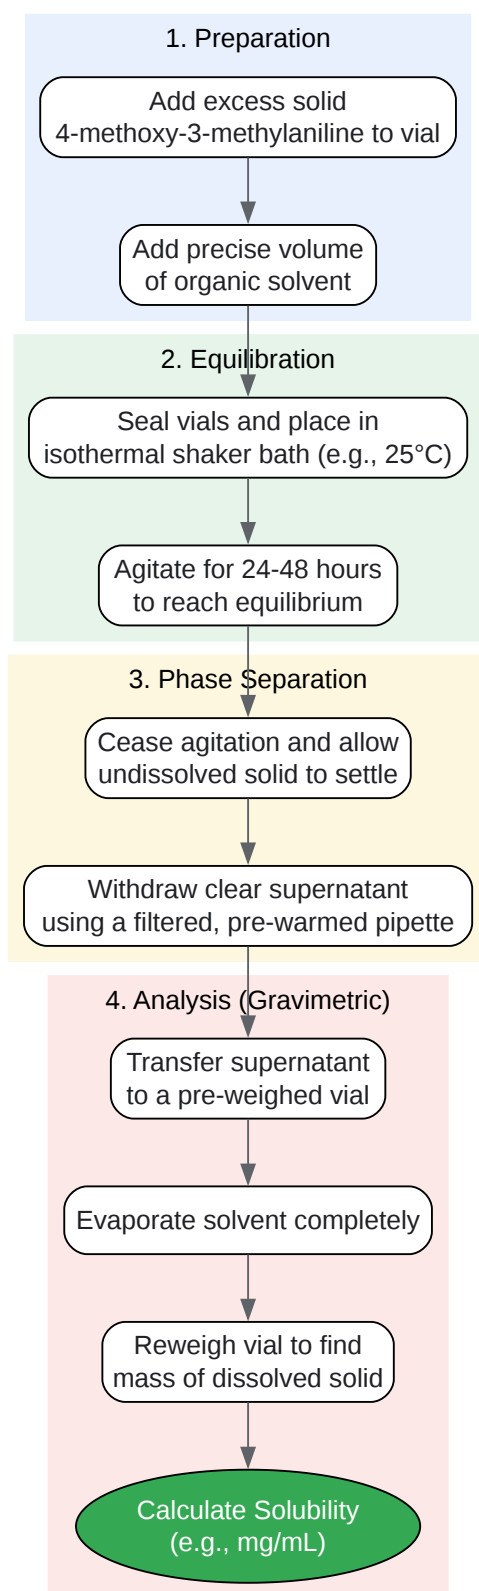 1. Preparation
Add excess solid
4-methoxy-3-methylaniline to vial
Add precise volume
of organic solvent
2. Equilibration
Seal vials and place in
isothermal shaker bath (e.g., 25°C)
Agitate for 24-48 hours
to reach equilibrium
3. Phase Separation
Cease agitation and allow
undissolved solid to settle
Withdraw clear supernatant
using a filtered, pre-warmed pipette
4. Analysis (Gravimetric)
Transfer supernatant
to a pre-weighed vial
Evaporate solvent completely
Reweigh vial to find
mass of dissolved solid
Calculate Solubility
(e.g., mg/mL)